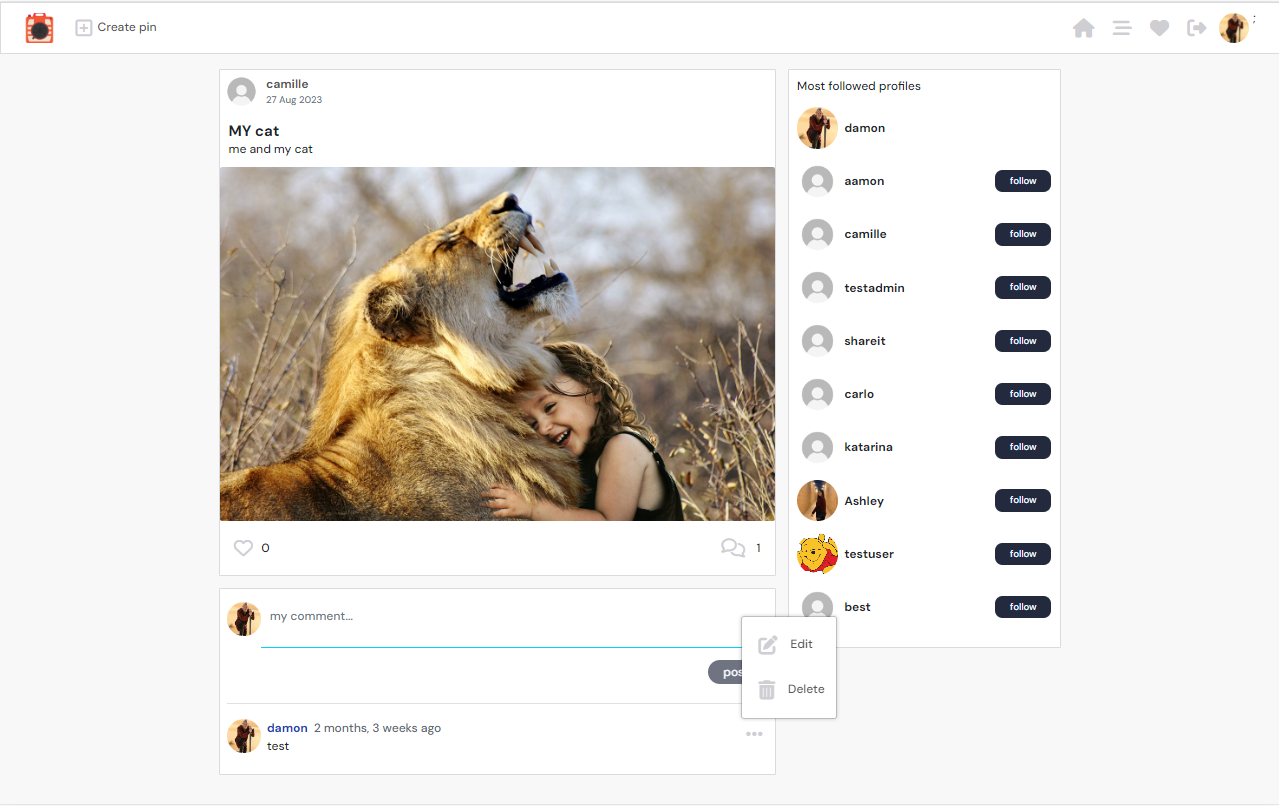 Create pin
;
camille
27 Aug 2023
MY cat
me and my cat
0
1
Most followed profiles
damon
aamon
follow
camille
follow
testadmin
follow
shareit
follow
carlo
follow
katarina
follow
Ashley
follow
testuser
follow
best
follow
my comment...
Edit
Delete
damon 2 months, 3 weeks ago
test